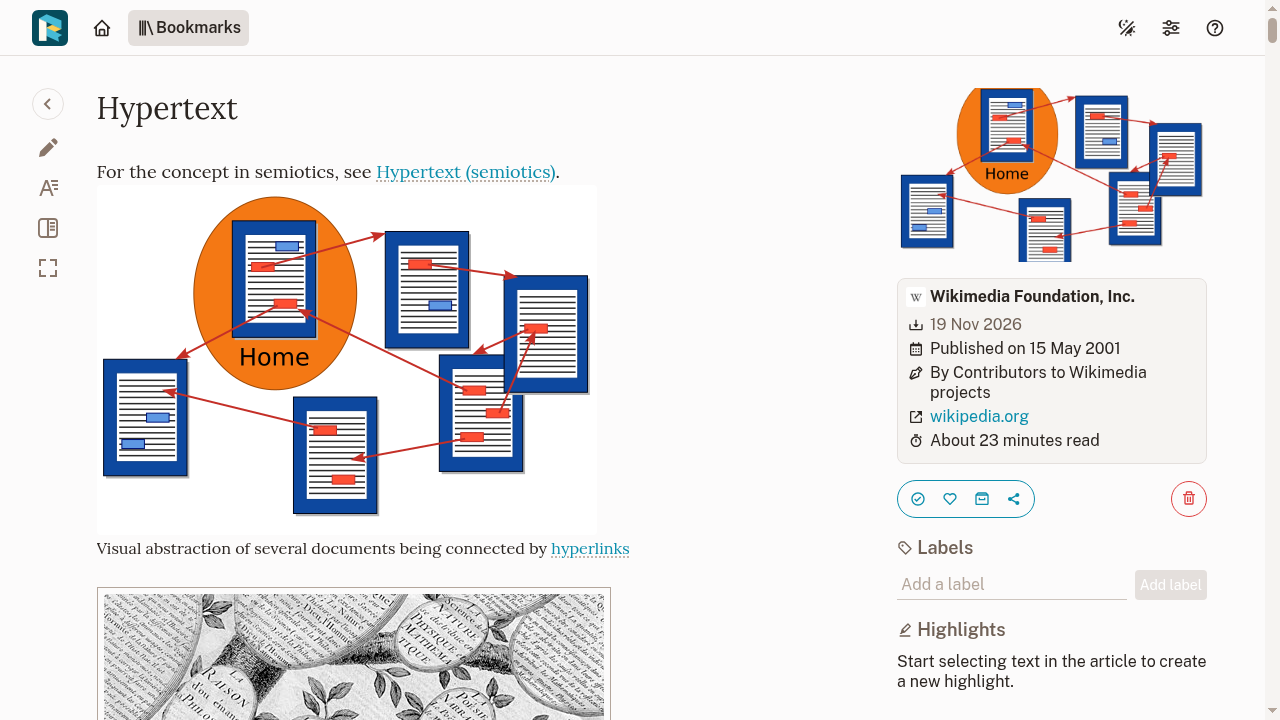 Bookmarks
Hypertext
For the concept in semiotics, see Hypertext (semiotics).
Home
Visual abstraction of several documents being connected by hyperlinks
Home
W
Wikimedia Foundation, Inc.
19 Nov 2026
Published on 15 May 2001
By Contributors to Wikimedia
projects
wikipedia.org
About 23 minutes read
Labels
Add a label
Add label
Highlights
Start selecting text in the article to create
a new highlight.